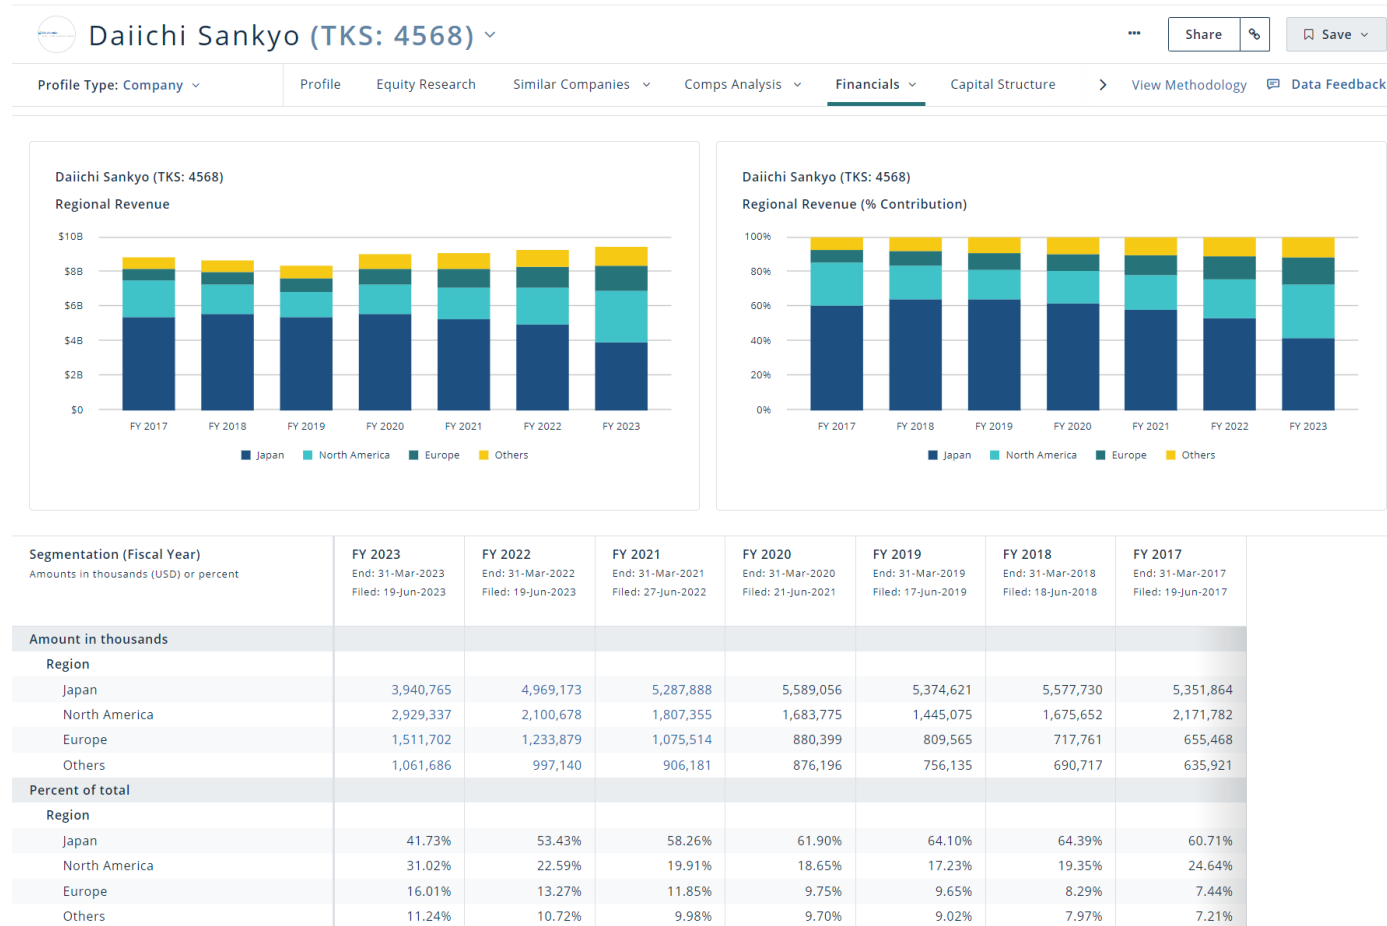 Daiichi Sankyo (TKS: 4568)
Share
Save
Profile Type: Company
Profile
Equity Research
Similar Companies
Comps Analysis
Financials
Capital Structure
View Methodology
Data Feedback
Daiichi Sankyo (TKS: 4568)
Regional Revenue
$10B
$8B
$6B
$4B
$2B
$0
FY 2017 FY 2018 FY 2019 FY 2020 FY 2021 FY 2022 FY 2023
Japan North America Europe Others
Daiichi Sankyo (TKS: 4568)
Regional Revenue (% Contribution)
100%
80%
60%
40%
20%
0%
FY 2017 FY 2018 FY 2019 FY 2020 FY 2021 FY 2022 FY 2023
Japan North America Europe Others
Segmentation (Fiscal Year) FY 2023 FY 2022 FY 2021 FY 2020 FY 2019 FY 2018 FY 2017
Amounts in thousands (USD) or percent End: 31-Mar-2023 End: 31-Mar-2022 End: 31-Mar-2021 End: 31-Mar-2020 End: 31-Mar-2019 End: 31-Mar-2018 End: 31-Mar-2017
Filed: 19-Jun-2023 Filed: 19-Jun-2023 Filed: 27-Jun-2022 Filed: 21-Jun-2021 Filed: 17-Jun-2019 Filed: 18-Jun-2018 Filed: 19-Jun-2017
Amount in thousands
Region
Japan 3,940,765 4,969,173 5,287,888 5,589,056 5,374,621 5,577,730 5,351,864
North America 2,929,337 2,100,678 1,807,355 1,683,775 1,445,075 1,675,652 2,171,782
Europe 1,511,702 1,233,879 1,075,514 880,399 809,565 717,761 655,468
Others 1,061,686 997,140 906,181 876,196 756,135 690,717 635,921
Percent of total
Region
Japan 41.73% 53.43% 58.26% 61.90% 64.10% 64.39% 60.71%
North America 31.02% 22.59% 19.91% 18.65% 17.23% 19.35% 24.64%
Europe 16.01% 13.27% 11.85% 9.75% 9.65% 8.29% 7.44%
Others 11.24% 10.72% 9.98% 9.70% 9.02% 7.97% 7.21%